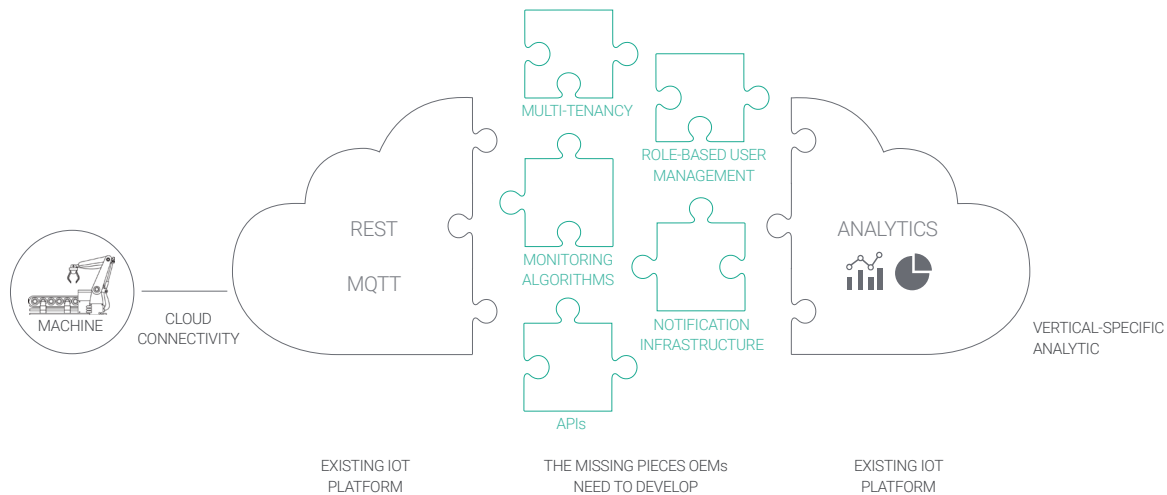 MULTI-TENANCY
ROLE-BASED USER
MANAGEMENT
REST
MQTT
MONITORING
ALGORITHMS
ANALYTICS
MACHINE
CLOUD
CONNECTIVITY
NOTIFICATION
INFRASTRUCTURE
VERTICAL-SPECIFIC
ANALYTIC
APIs
EXISTING IOT
PLATFORM
THE MISSING PIECES OEMs
NEED TO DEVELOP
EXISTING IOT
PLATFORM